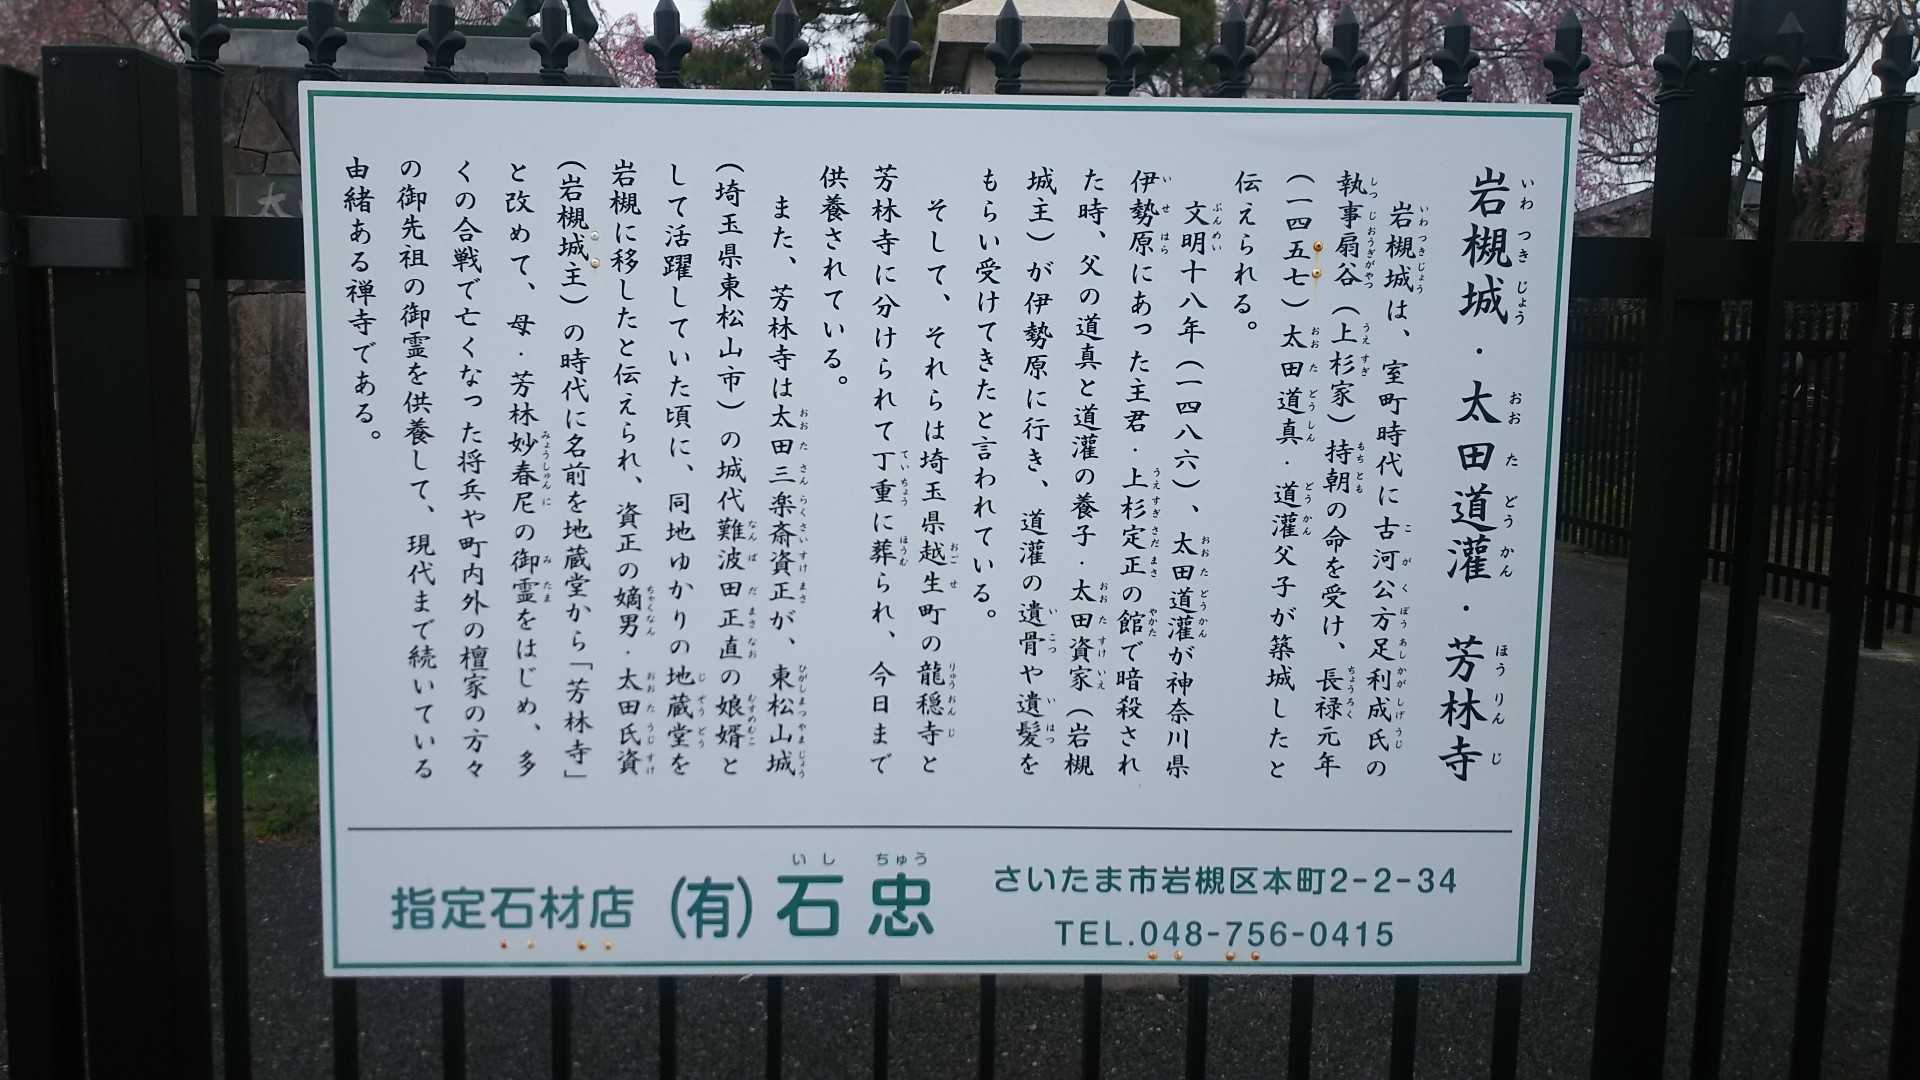 岩槻城・太田道灌・芳林寺
岩槻城は、室町時代に古河公方足利成氏の
執事扇谷(上杉家)持朝の命を受け、長禄元年
(一四五七)太田道真・道灌父子が築城したと
伝えられる。
文明十八年(一四八六)、太田道灌が神奈川県
伊勢原にあった主君・上杉定正の館で暗殺され
た時、父の道真と道灌の養子・太田資家(岩槻
城主)が伊勢原に行き、道灌の遺骨や遺髪を
もらい受けてきたと言われている。
そして、それらは埼玉県越生町の龍穏寺と
芳林寺に分けられて丁重に葬られ、今日まで
供養されている。
また、芳林寺は太田三楽斎資正が、東松山城
(埼玉県東松山市)の城代難波田正直の娘婿と
して活躍していた頃に、同地ゆかりの地蔵堂を
岩槻に移したと伝えられ、資正の嫡男・太田氏資
(岩槻城主)の時代に名前を地蔵堂から「芳林寺」
と改めて、母・芳林妙春尼の御霊をはじめ、多
くの合戦で亡くなった将兵や町内外の檀家の方々
の御先祖の御霊を供養して、現代まで続いている
由緒ある禅寺である。
指定石材店 (有)石忠
さいたま市岩槻区本町2-2-34
TEL.048-756-0415
太